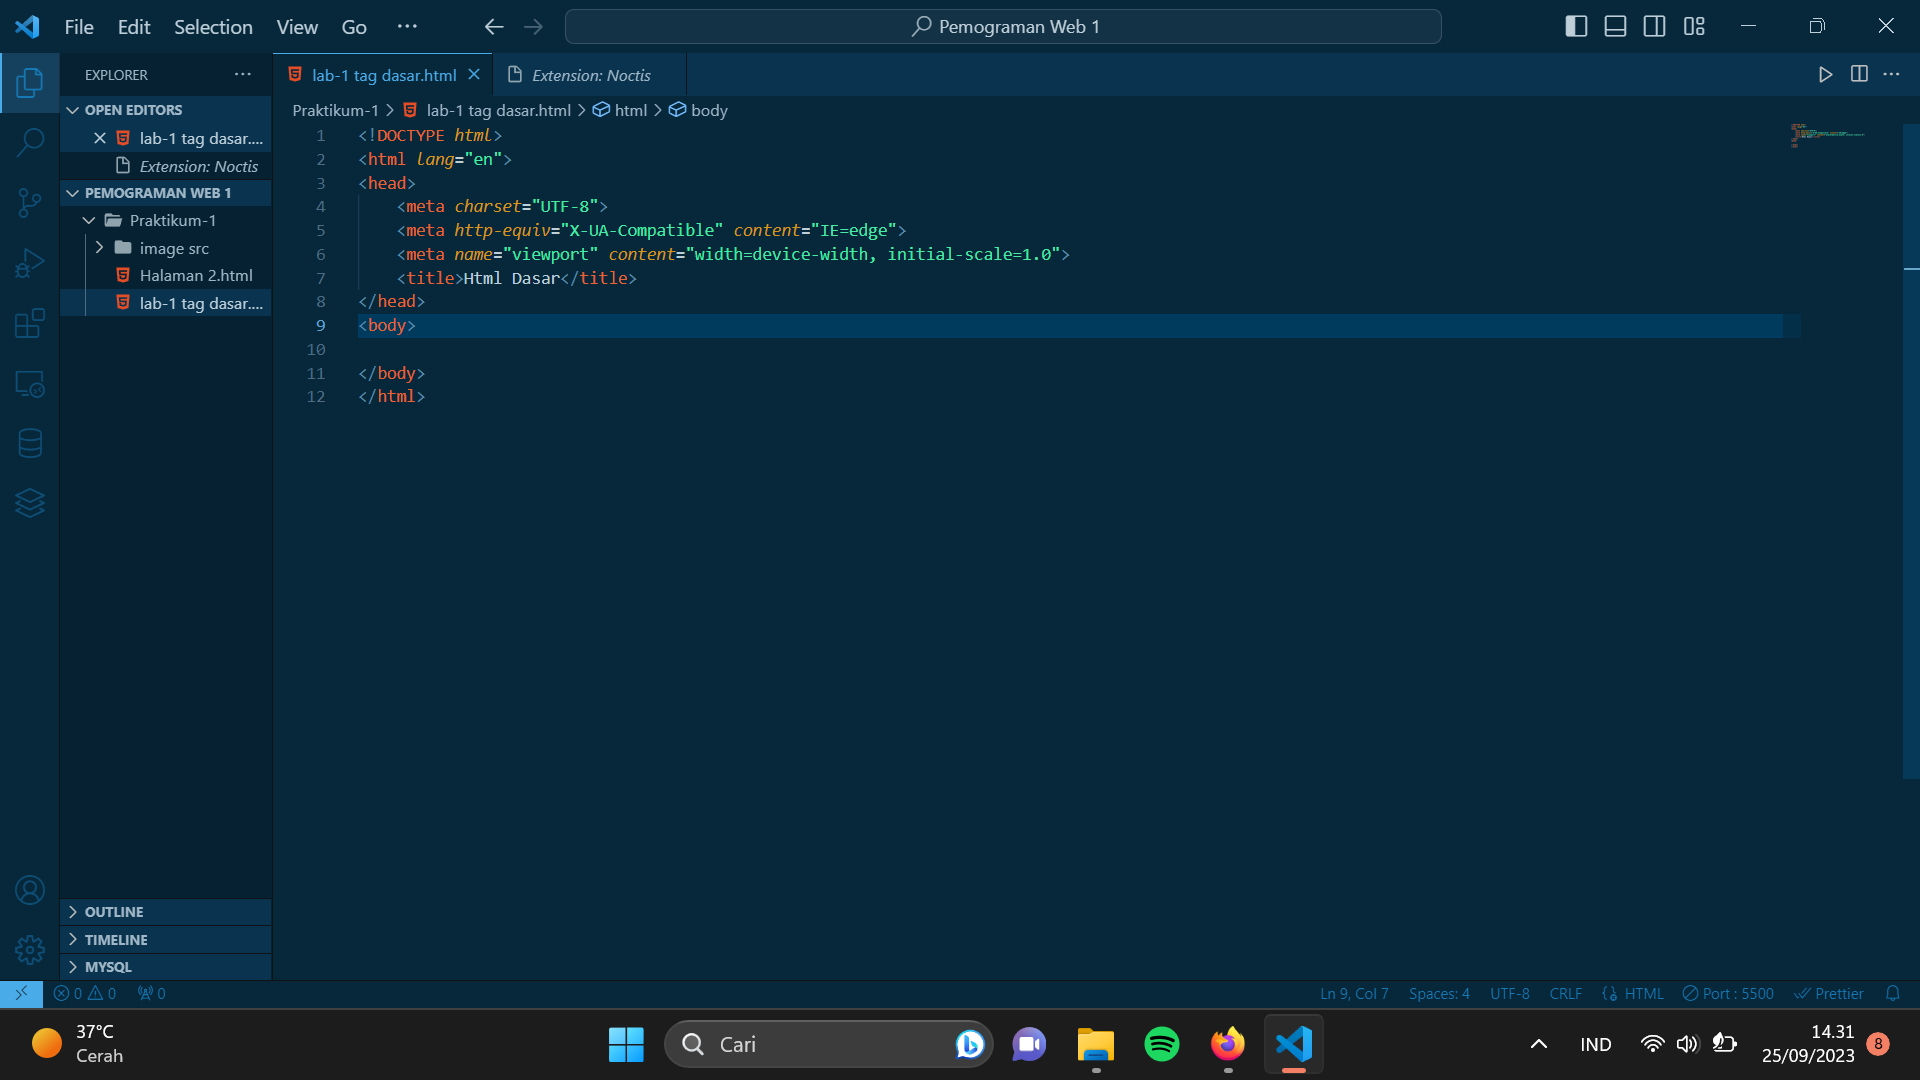 File Edit Selection View Go ···
Pemograman Web 1
EXPLORER ···
OPEN EDITORS
lab-1 tag dasar....
Extension: Noctis
PEMOGRAMAN WEB 1
Praktikum-1
image src
Halaman 2.html
lab-1 tag dasar....
OUTLINE
TIMELINE
MYSQL
lab-1 tag dasar.html
Extension: Noctis
Praktikum-1 > lab-1 tag dasar.html > html > body
1 <!DOCTYPE html>
2 <html lang="en">
3 <head>
4     <meta charset="UTF-8">
5     <meta http-equiv="X-UA-Compatible" content="IE=edge">
6     <meta name="viewport" content="width=device-width, initial-scale=1.0">
7     <title>Html Dasar</title>
8 </head>
9 <body>
10
11 </body>
12 </html>
0 0 0
Ln 9, Col 7 Spaces: 4 UTF-8 CRLF HTML Port : 5500 Prettier
37°C
Cerah
Cari
IND
14.31
25/09/2023
8